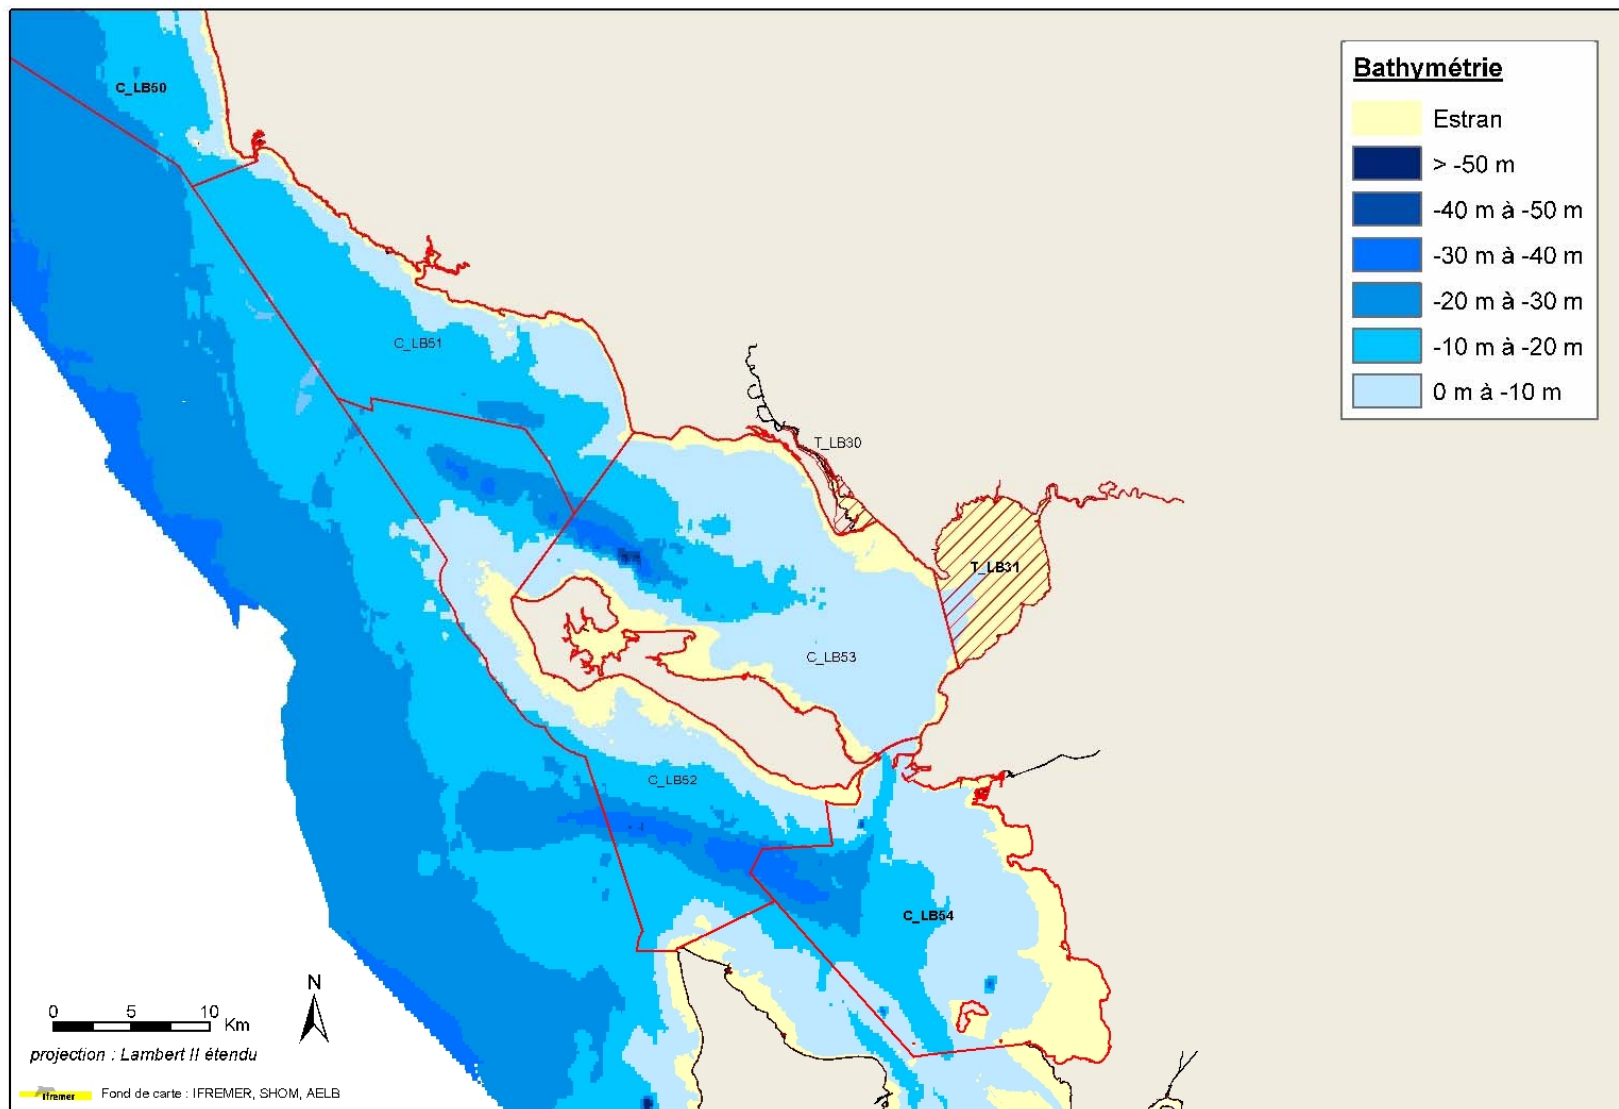 C_LB50
Bathymétrie
Estran
> -50 m
-40 m à -50 m
-30 m à -40 m
-20 m à -30 m
-10 m à -20 m
0 m à -10 m
C_LB51
T_LB30
T_LB31
C_LB53
C_LB52
C_LB54
N
0 5 10 Km
projection : Lambert II étendu
Ifremer Fond de carte : IFREMER, SHOM, AELB